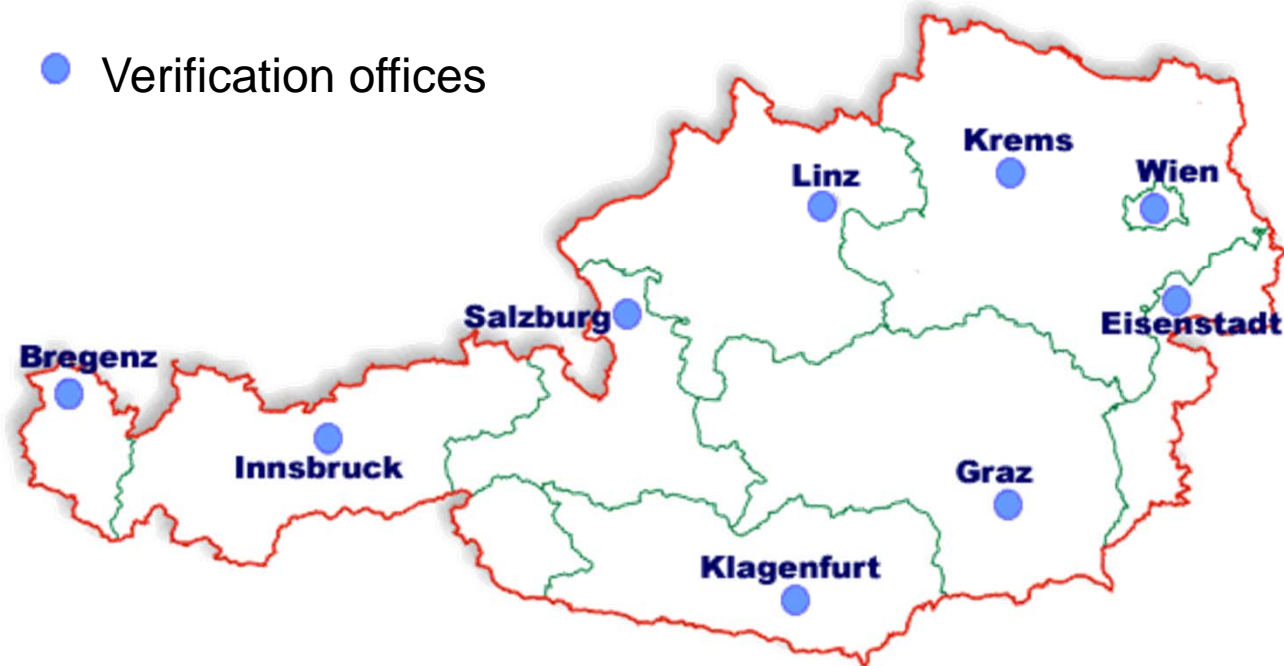 Verification offices
Krems
Wien
Linz
Salzburg
Eisenstadt
Bregenz
Innsbruck
Graz
Klagenfurt